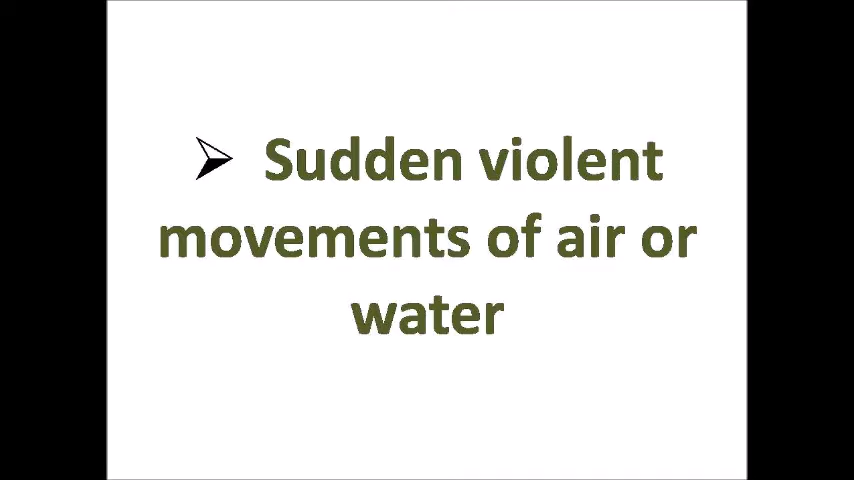 ➢ Sudden violent
movements of air or
water